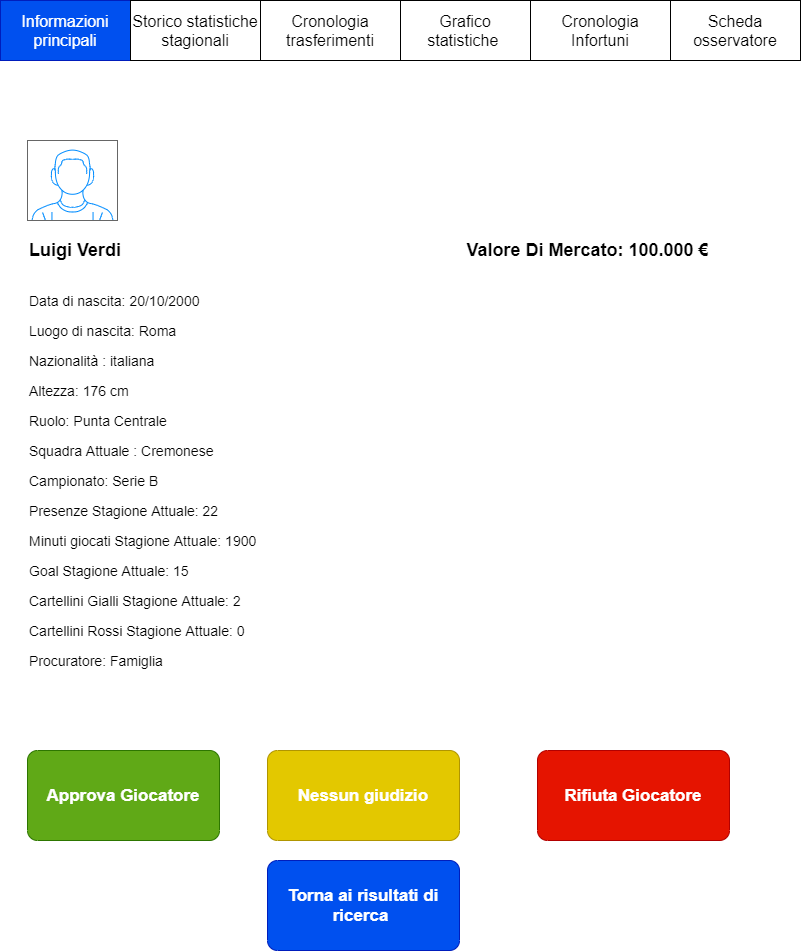 Informazioni
principali
Storico statistiche
stagionali
Cronologia
trasferimenti
Grafico
statistiche
Cronologia
Infortuni
Scheda
osservatore
Luigi Verdi
Valore Di Mercato: 100.000 €
Data di nascita: 20/10/2000
Luogo di nascita: Roma
Nazionalità : italiana
Altezza: 176 cm
Ruolo: Punta Centrale
Squadra Attuale : Cremonese
Campionato: Serie B
Presenze Stagione Attuale: 22
Minuti giocati Stagione Attuale: 1900
Goal Stagione Attuale: 15
Cartellini Gialli Stagione Attuale: 2
Cartellini Rossi Stagione Attuale: 0
Procuratore: Famiglia
Approva Giocatore
Nessun giudizio
Rifiuta Giocatore
Torna ai risultati di
ricerca